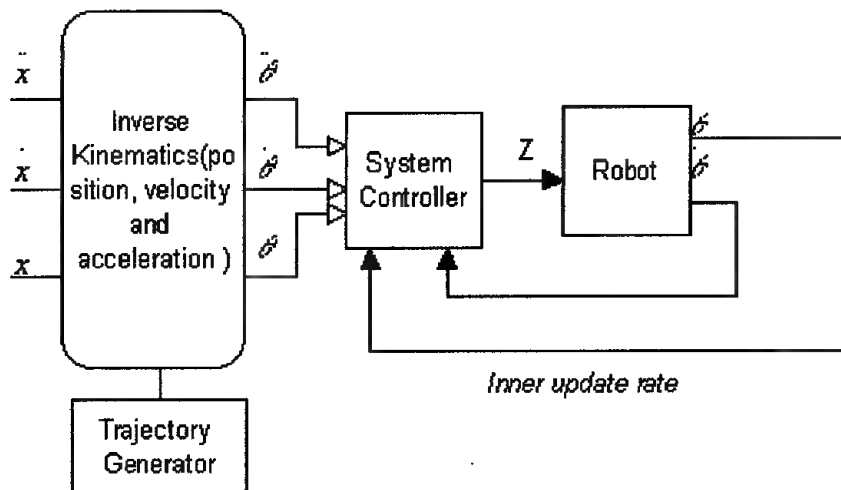 ẍ
Inverse
Kinematics(po
sition, velocity
and
acceleration )
ẋ
x
System
Controller
Z
Robot
Inner update rate
Trajectory
Generator